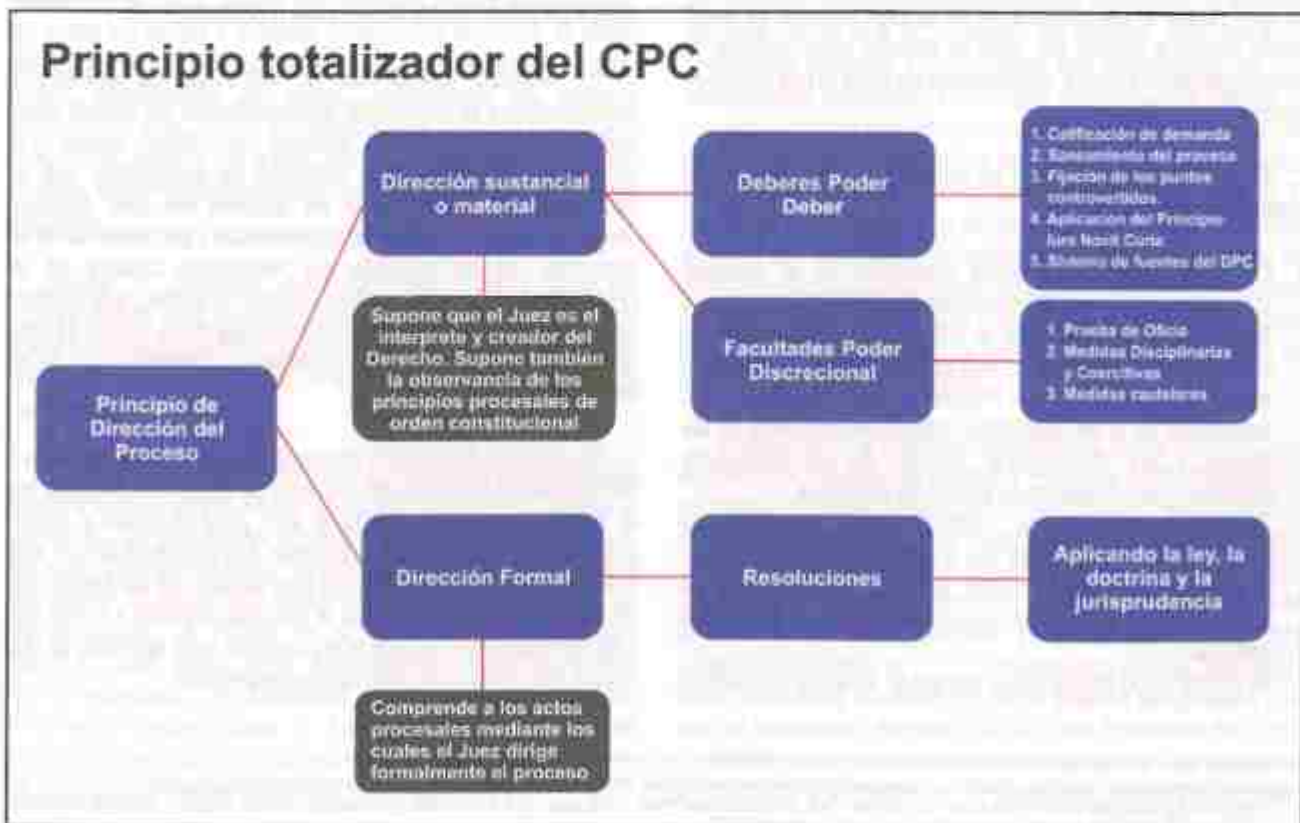 Principio totalizador del CPC
Dirección sustancial
o material
Deberes Poder
Deber
1. Calificación de demanda
2. Saneamiento del proceso
3. Fijación de los puntos
controvertidos.
4. Aplicación del Principio
Iura Novit Curia
5. Sistema de fuentes del CPC
Supone que el Juez es el
interprete y creador del
Derecho. Supone también
la observancia de los
principios procesales de
orden constitucional
Facultades Poder
Discrecional
1. Prueba de Oficio
2. Medidas Disciplinarias
y Coercitivas
3. Medidas cautelares
Principio de
Dirección del
Proceso
Dirección Formal
Resoluciones
Aplicando la ley, la
doctrina y la
jurisprudencia
Comprende a los actos
procesales mediante los
cuales el Juez dirige
formalmente el proceso